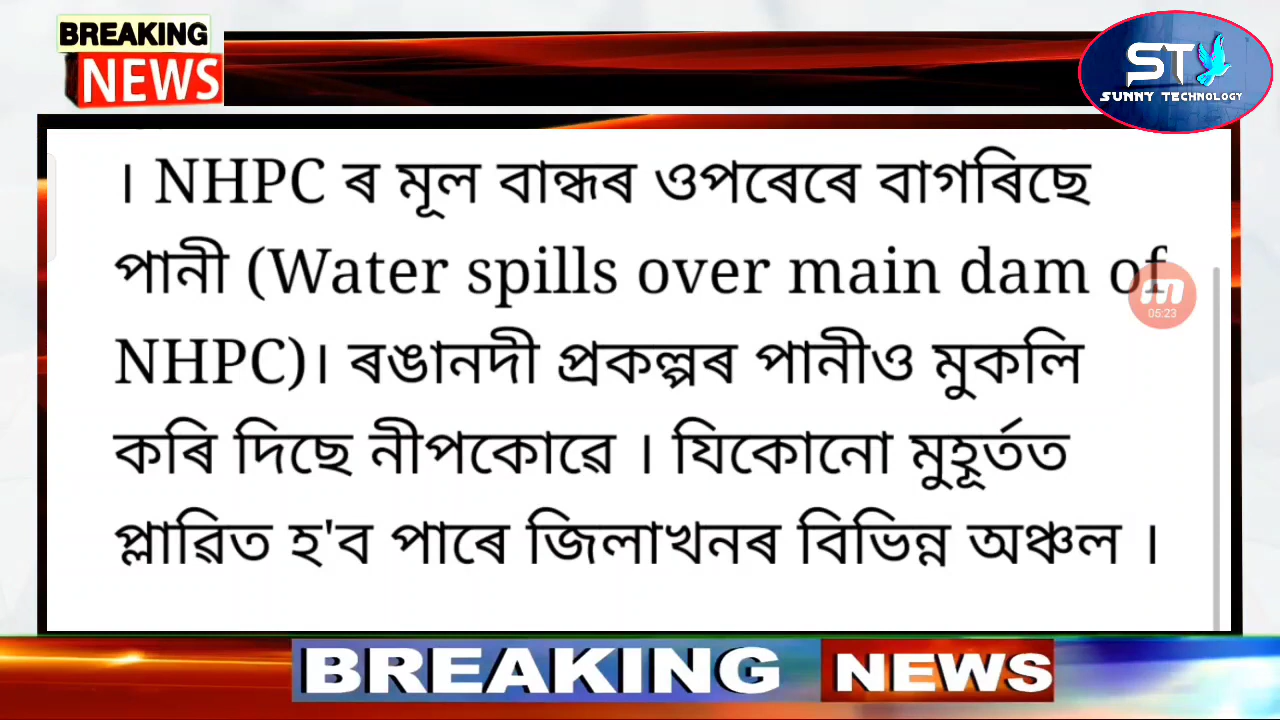 BREAKING
NEWS
ST
SUNNY TECHNOLOGY
। NHPC ৰ মূল বান্ধৰ ওপৰেৰে বাগৰিছে
পানী (Water spills over main dam of
NHPC)। ৰঙানদী প্ৰকল্পৰ পানীও মুকলি
কৰি দিছে নীপকোৱে । যিকোনো মুহূৰ্তত
প্লাৱিত হ'ব পাৰে জিলাখনৰ বিভিন্ন অঞ্চল ।
05:23
BREAKING NEWS